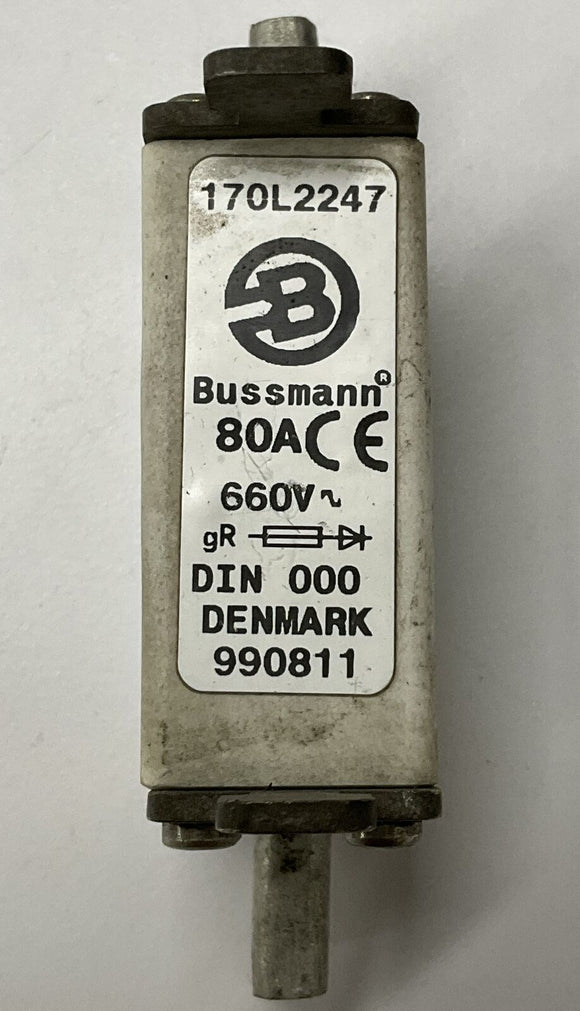 170L2247
B
Bussmann®
80A CE
660V~
gR
DIN 000
DENMARK
990811